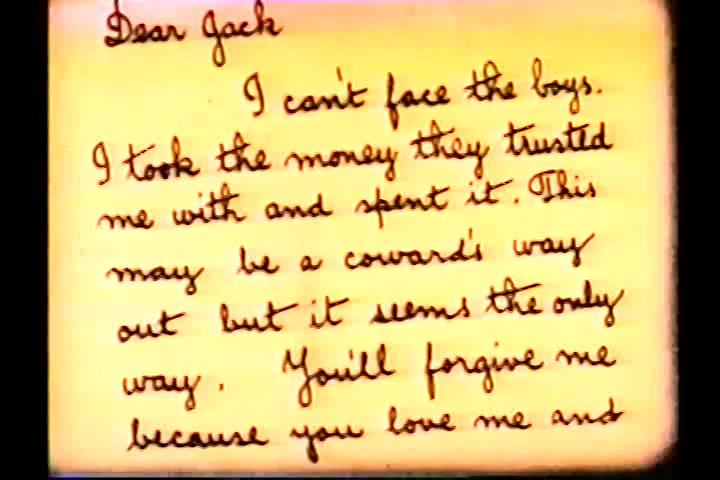 Dear Jack
I can't face the boys.
I took the money they trusted
me with and spent it. This
may be a coward's way
out but it seems the only
way. You'll forgive me
because you love me and